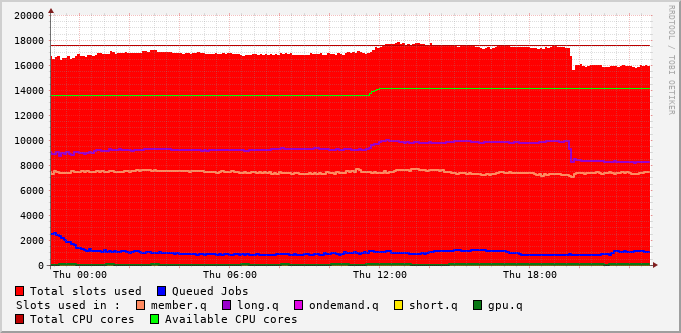 RRDTOOL / TOBI OETIKER
20000
18000
16000
14000
12000
10000
8000
6000
4000
2000
0
Thu 00:00 Thu 06:00 Thu 12:00 Thu 18:00
Total slots used Queued Jobs
Slots used in : member.q long.q ondemand.q short.q gpu.q
Total CPU cores Available CPU cores